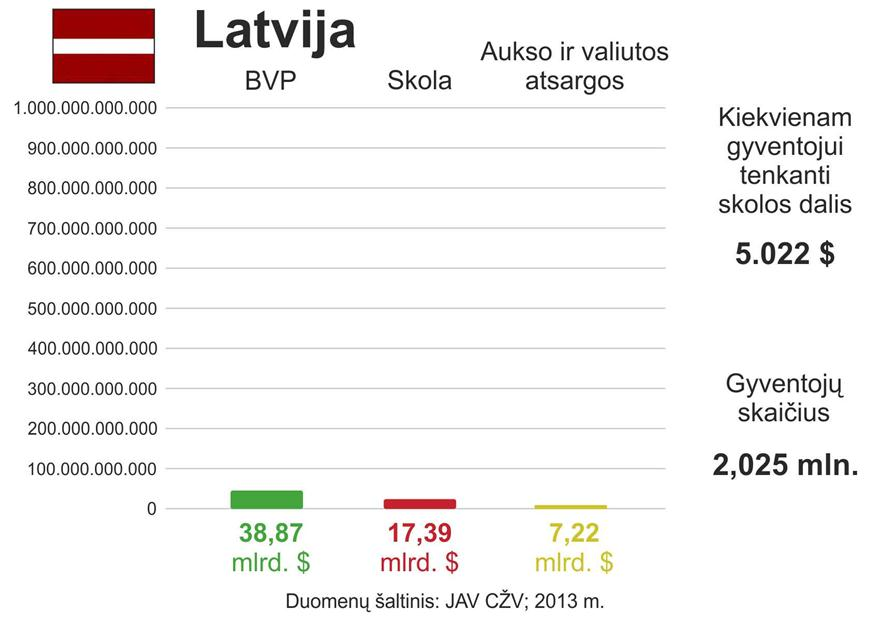 Latvija
BVP
Skola
Aukso ir valiutos
atsargos
1.000.000.000.000
900.000.000.000
800.000.000.000
700.000.000.000
600.000.000.000
500.000.000.000
400.000.000.000
300.000.000.000
200.000.000.000
100.000.000.000
0
38,87
mlrd. $
17,39
mlrd. $
7,22
mlrd. $
Kiekvienam
gyventojui
tenkanti
skolos dalis
5.022 $
Gyventojų
skaičius
2,025 mln.
Duomenų šaltinis: JAV CŽV; 2013 m.